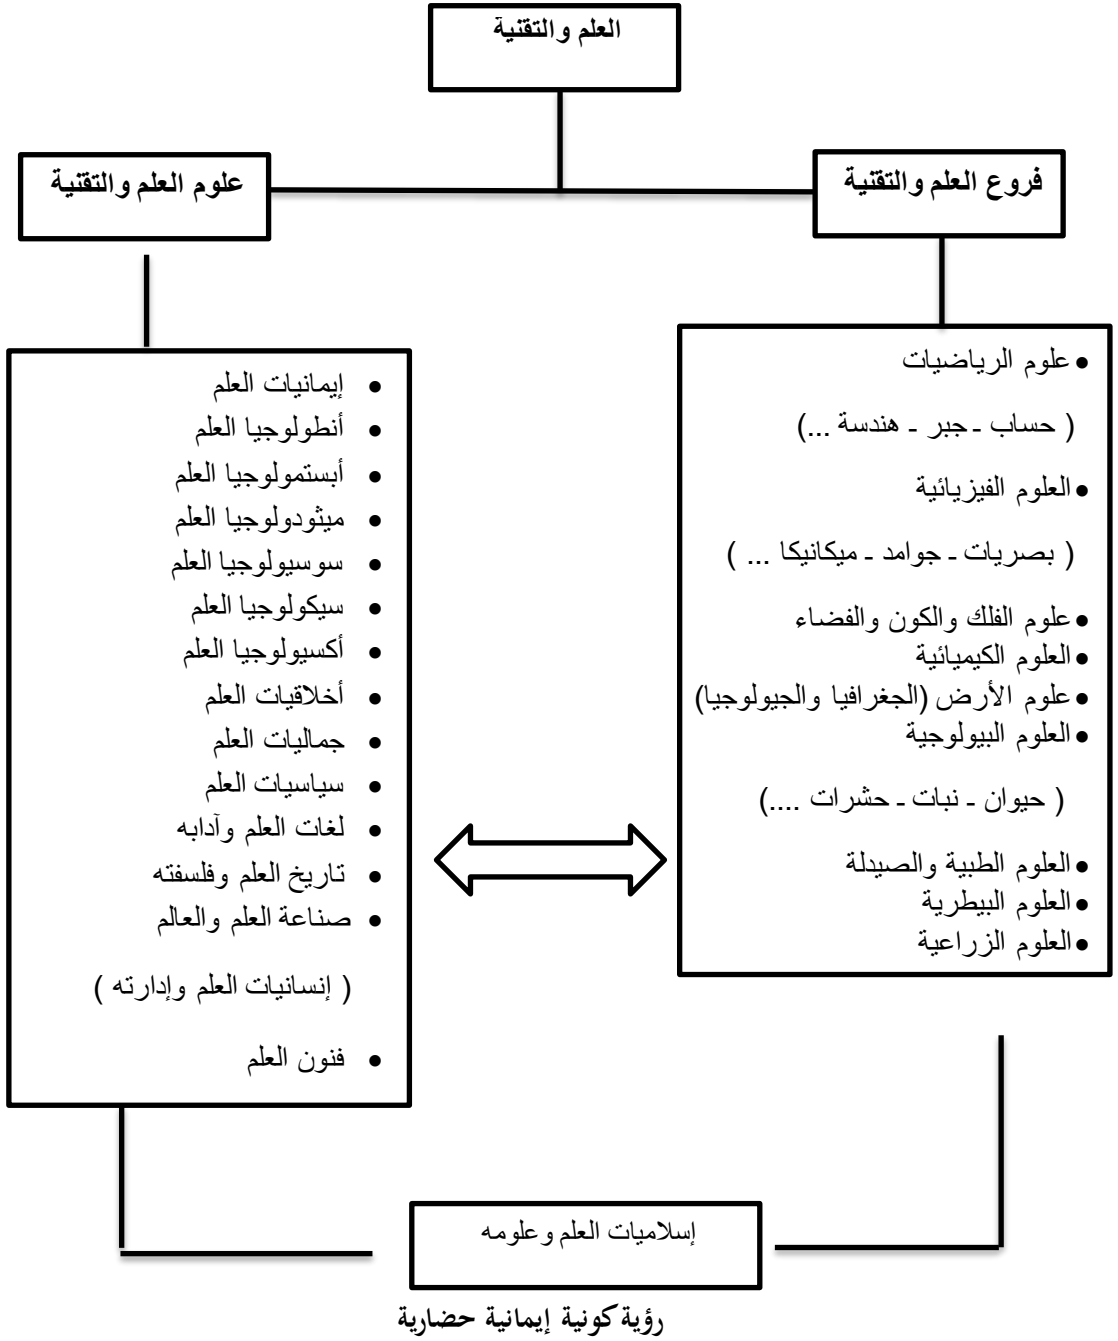 العلم والتقنية
فروع العلم والتقنية
علوم العلم والتقنية
• علوم الرياضيات
( حساب ـ جبر ـ هندسة ...)
• العلوم الفيزيائية
( بصريات ـ جوامد ـ ميكانيكا ... )
• علوم الفلك والكون والفضاء
• العلوم الكيميائية
• علوم الأرض (الجغرافيا والجيولوجيا)
• العلوم البيولوجية
( حيوان ـ نبات ـ حشرات ....)
• العلوم الطبية والصيدلة
• العلوم البيطرية
• العلوم الزراعية
• إيمانيات العلم
• أنطولوجيا العلم
• أبستمولوجيا العلم
• ميثودولوجيا العلم
• سوسيولوجيا العلم
• سيكولوجيا العلم
• أكسيولوجيا العلم
• أخلاقيات العلم
• جماليات العلم
• سياسيات العلم
• لغات العلم وآدابه
• تاريخ العلم وفلسفته
• صناعة العلم والعالم
( إنسانيات العلم وإدارته )
• فنون العلم
إسلاميات العلم وعلومه
رؤية كونية إيمانية حضارية